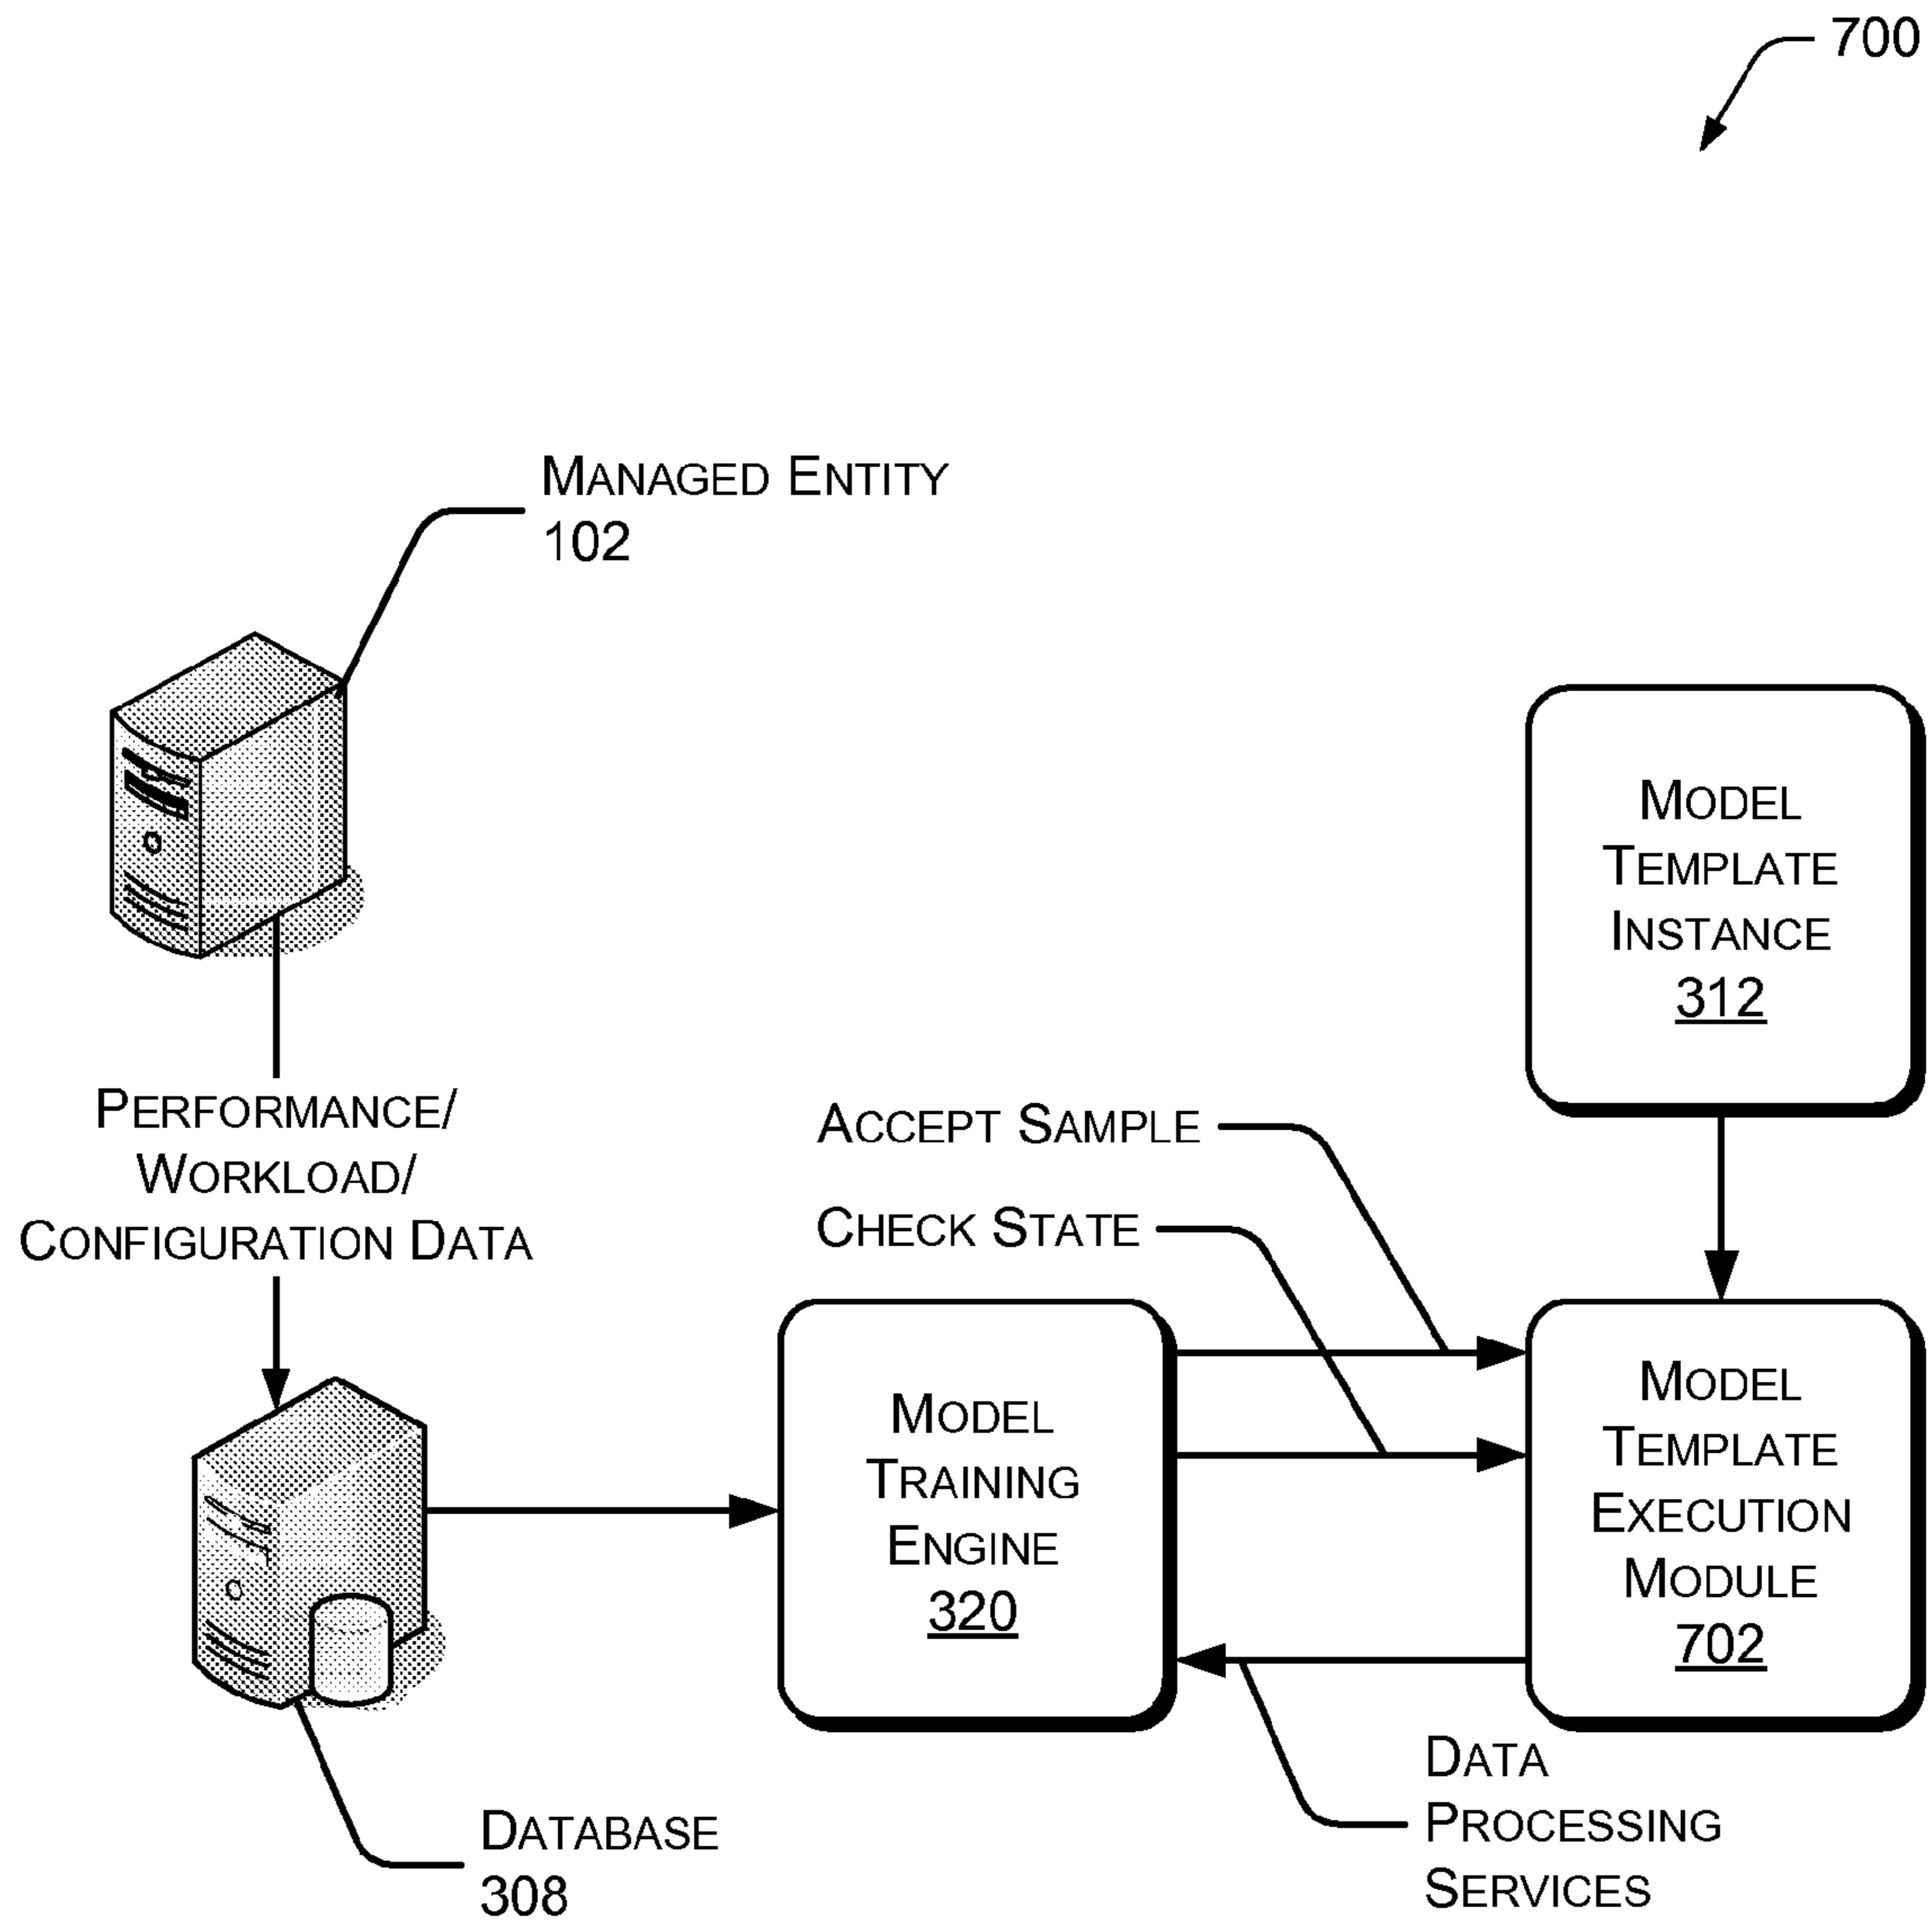 700
MANAGED ENTITY
102
MODEL
TEMPLATE
INSTANCE
312
PERFORMANCE/
WORKLOAD/
CONFIGURATION DATA
ACCEPT SAMPLE
CHECK STATE
MODEL
TRAINING
ENGINE
320
MODEL
TEMPLATE
EXECUTION
MODULE
702
DATABASE
308
DATA
PROCESSING
SERVICES